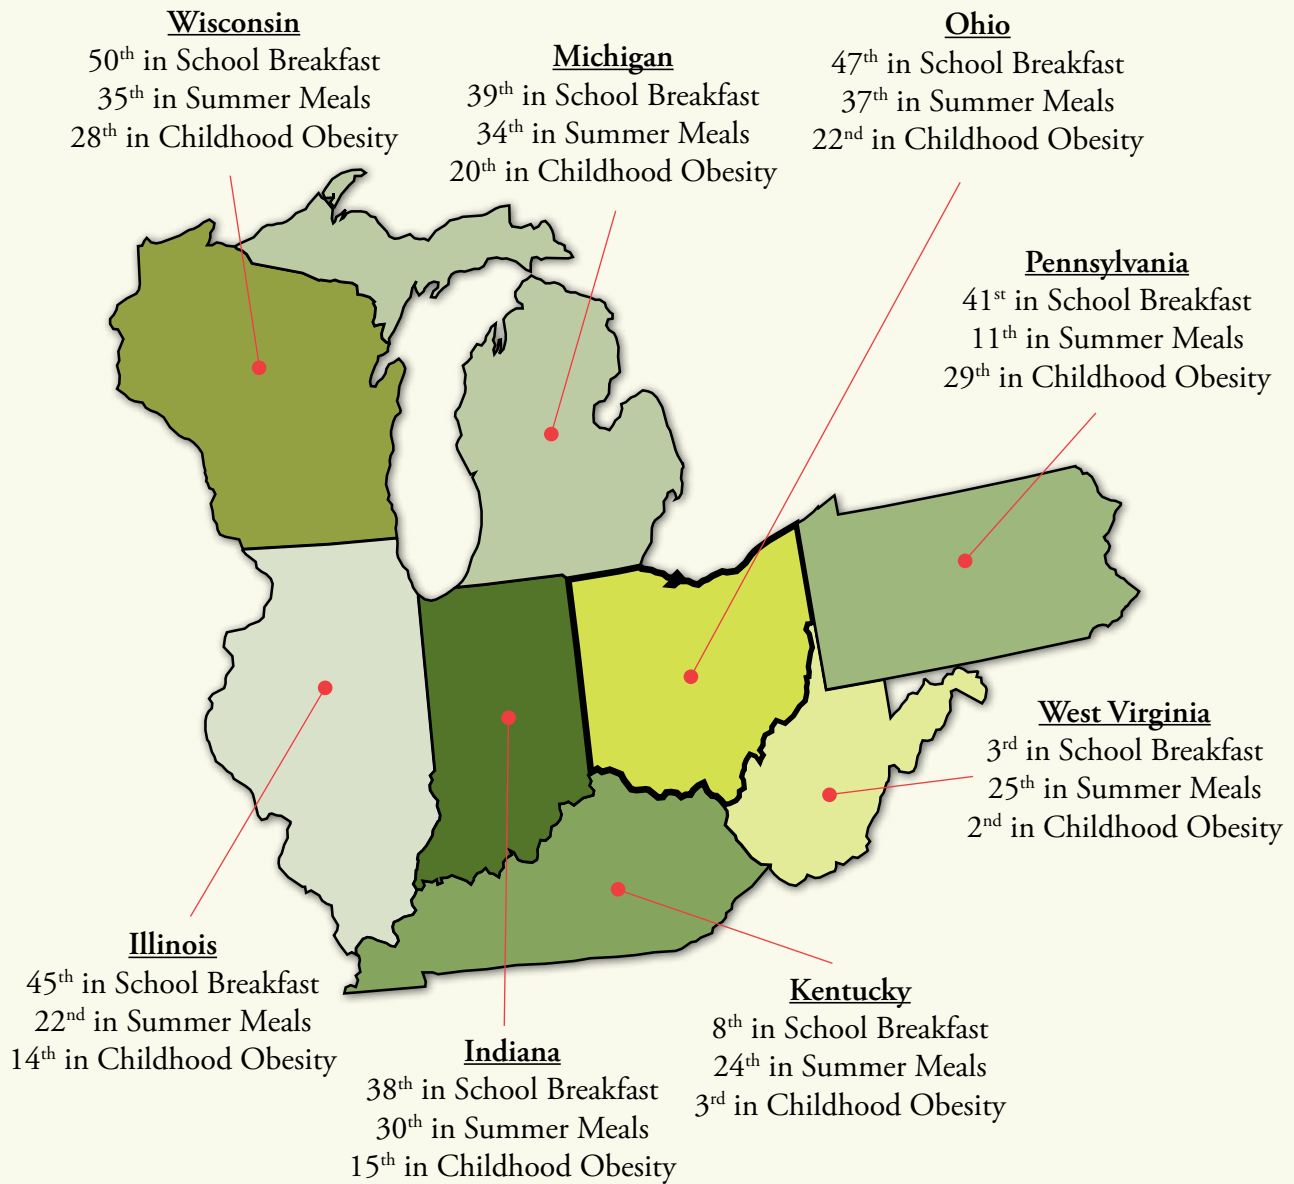 Wisconsin
50th in School Breakfast
35th in Summer Meals
28th in Childhood Obesity
Michigan
39th in School Breakfast
34th in Summer Meals
20th in Childhood Obesity
Ohio
47th in School Breakfast
37th in Summer Meals
22nd in Childhood Obesity
Pennsylvania
41st in School Breakfast
11th in Summer Meals
29th in Childhood Obesity
West Virginia
3rd in School Breakfast
25th in Summer Meals
2nd in Childhood Obesity
Illinois
45th in School Breakfast
22nd in Summer Meals
14th in Childhood Obesity
Indiana
38th in School Breakfast
30th in Summer Meals
15th in Childhood Obesity
Kentucky
8th in School Breakfast
24th in Summer Meals
3rd in Childhood Obesity